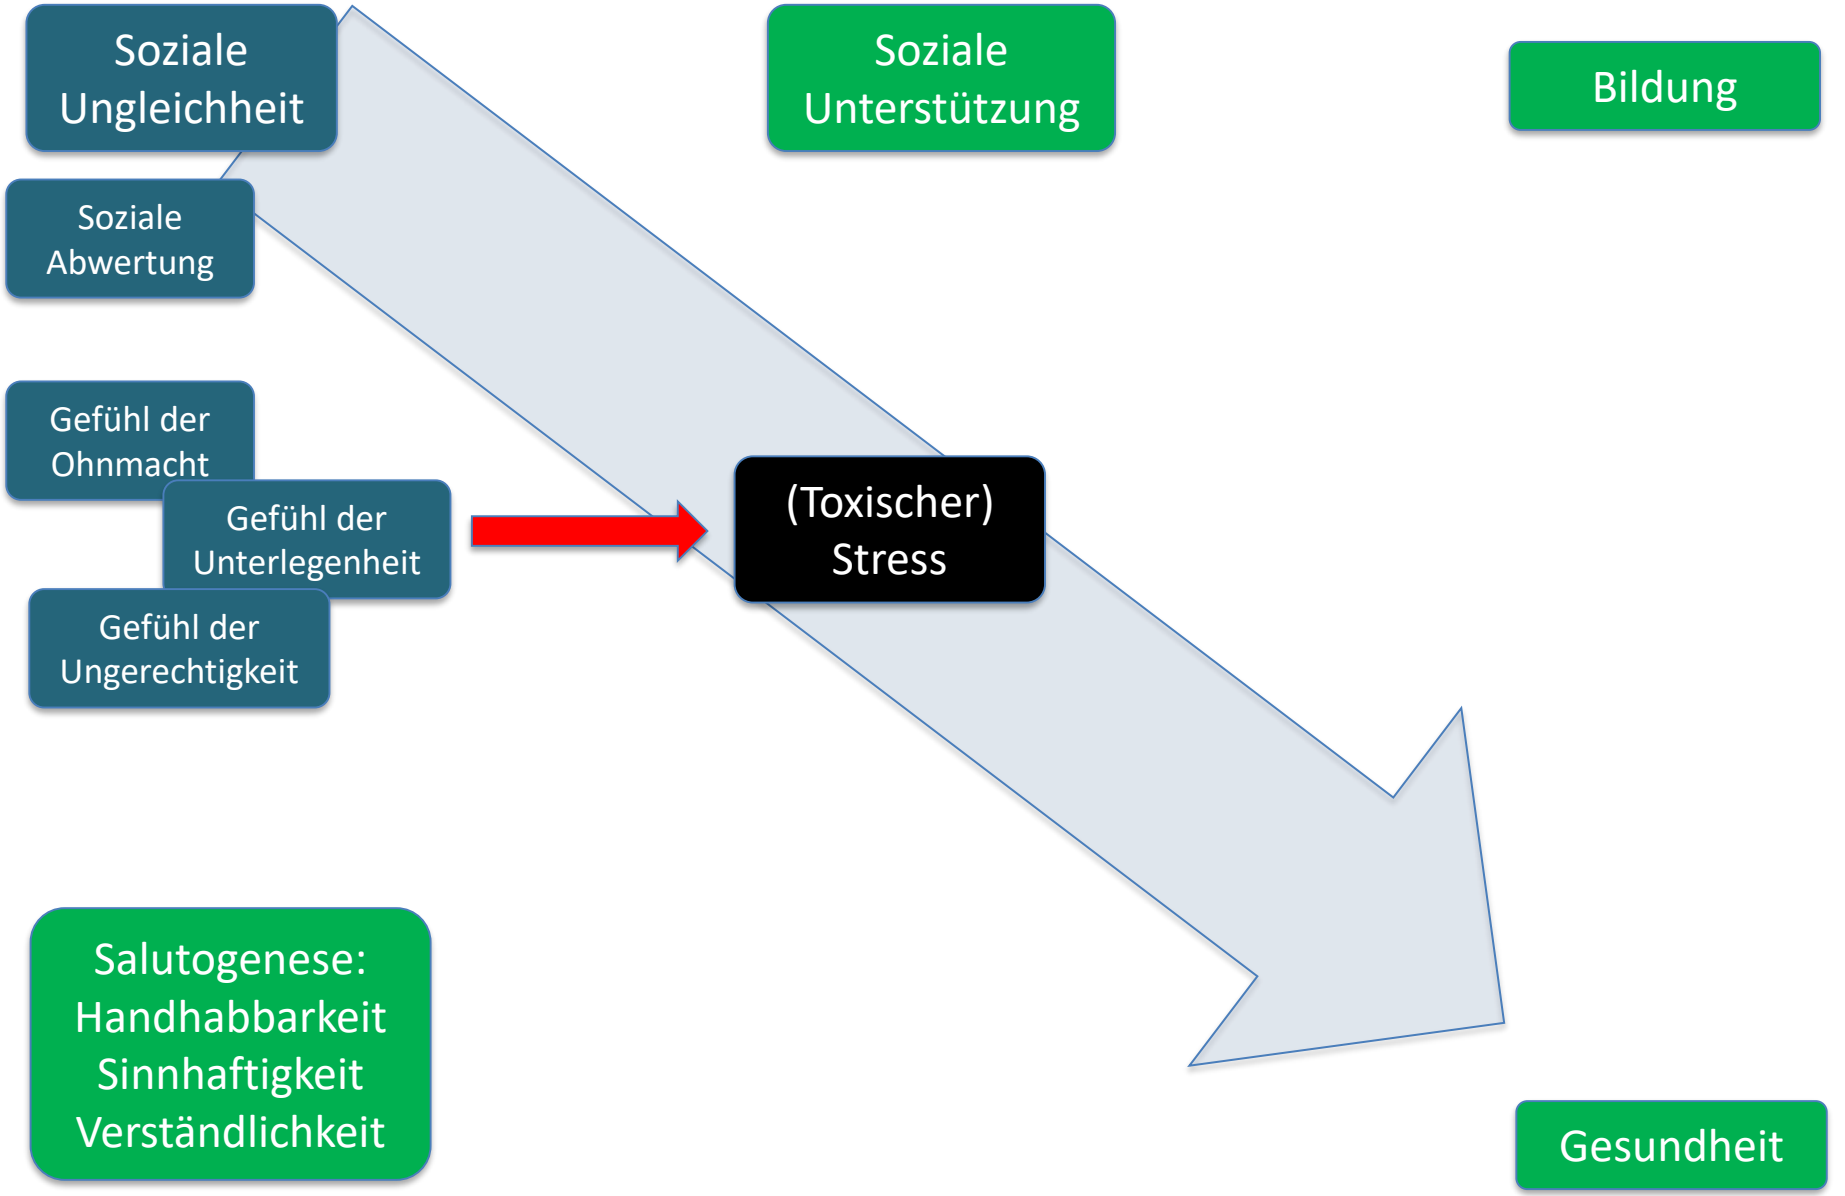 Soziale
Ungleichheit
Soziale
Unterstützung
Bildung
Soziale
Abwertung
Gefühl der
Ohnmacht
Gefühl der
Unterlegenheit
(Toxischer)
Stress
Gefühl der
Ungerechtigkeit
Salutogenese:
Handhabbarkeit
Sinnhaftigkeit
Verständlichkeit
Gesundheit